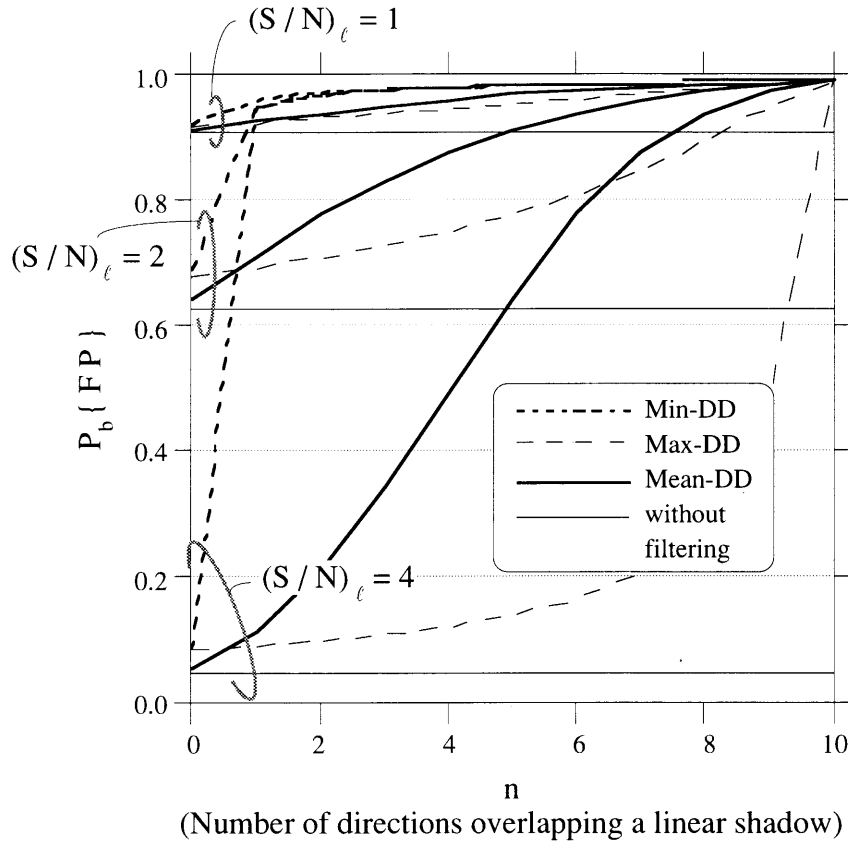 (S / N) ℓ = 1
1.0
0.8
(S / N) ℓ = 2
0.6
P_b { F P }
Min-DD
Max-DD
0.4
Mean-DD
without
filtering
0.2
(S / N) ℓ = 4
0.0
0 2 4 6 8 10
n
(Number of directions overlapping a linear shadow)